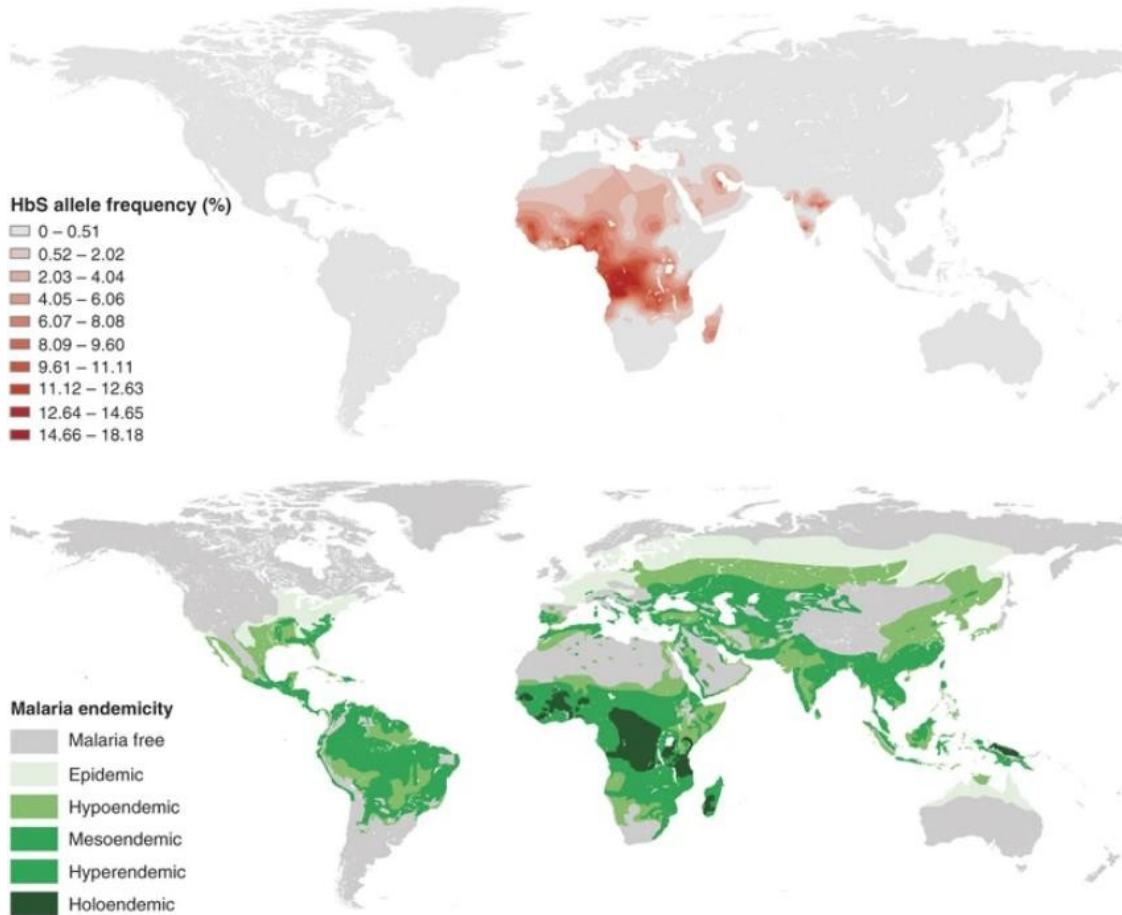 HbS allele frequency (%)
0 – 0.51
0.52 – 2.02
2.03 – 4.04
4.05 – 6.06
6.07 – 8.08
8.09 – 9.60
9.61 – 11.11
11.12 – 12.63
12.64 – 14.65
14.66 – 18.18
Malaria endemicity
Malaria free
Epidemic
Hypoendemic
Mesoendemic
Hyperendemic
Holoendemic